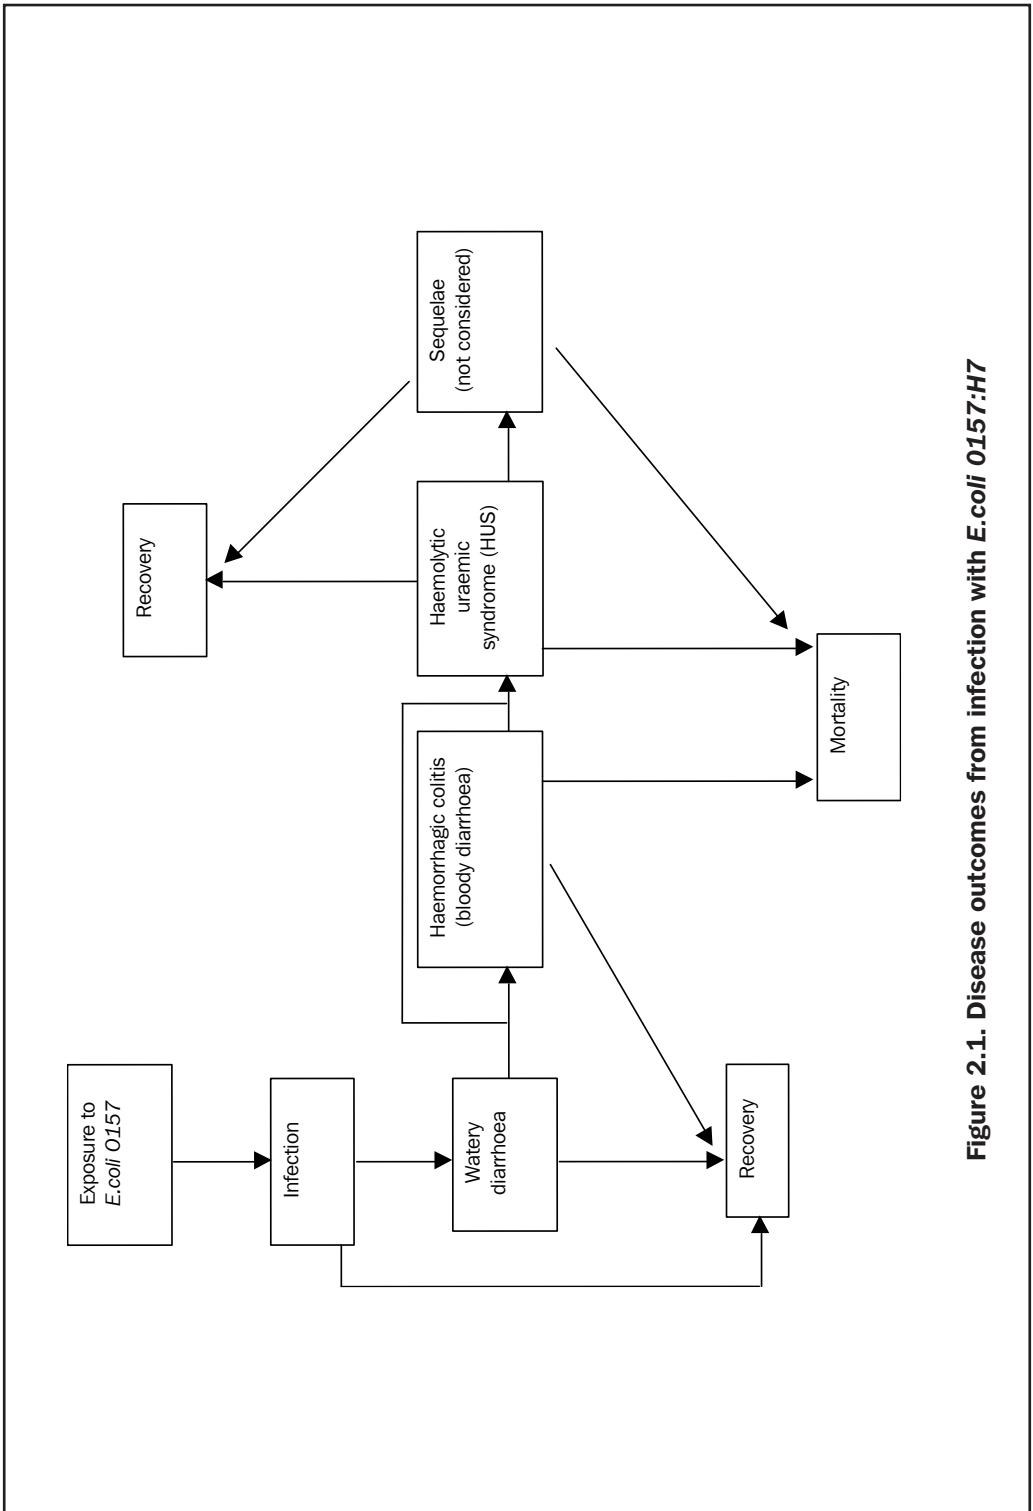 Exposure to
E.coli O157
Infection
Watery
diarrhoea
Recovery
Haemorrhagic colitis
(bloody diarrhoea)
Haemolytic
uraemic
syndrome (HUS)
Recovery
Sequelae
(not considered)
Mortality
Figure 2.1. Disease outcomes from infection with E.coli 0157:H7